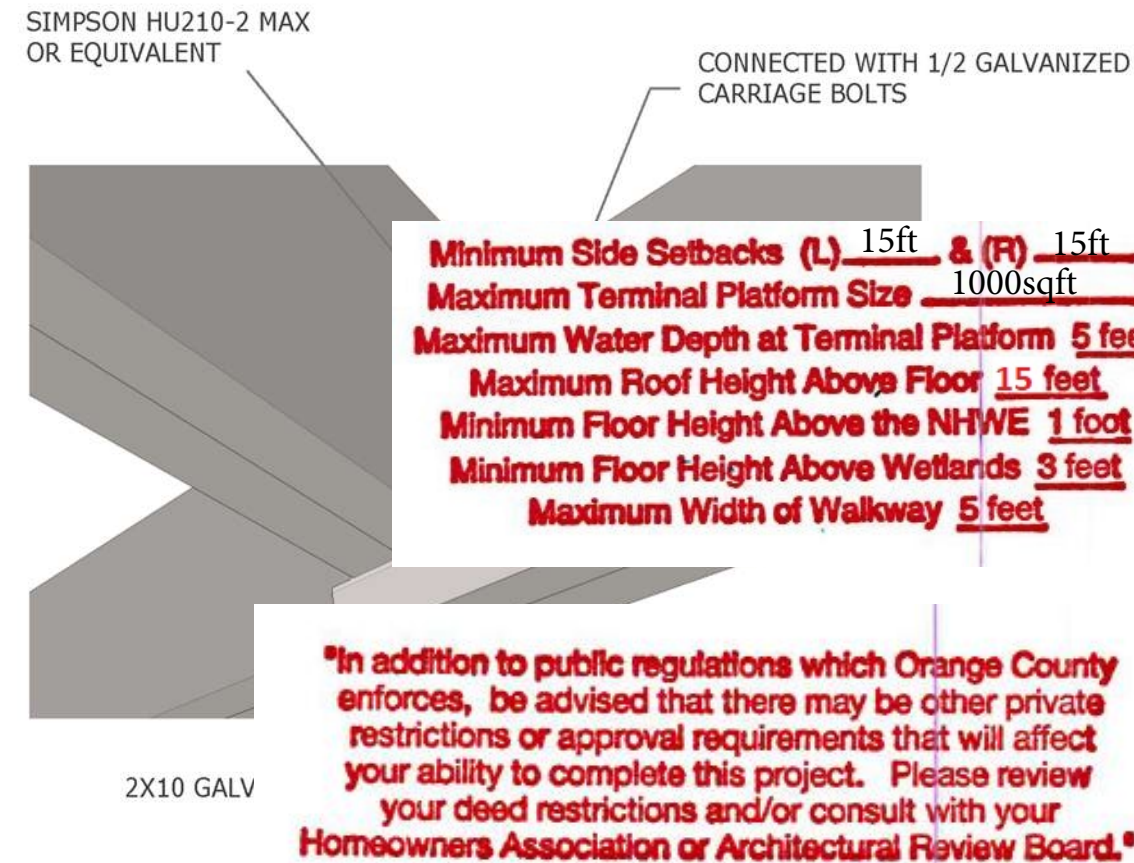 SIMPSON HU210-2 MAX
OR EQUIVALENT
CONNECTED WITH 1/2 GALVANIZED
CARRIAGE BOLTS
Minimum Side Setbacks (L) 15ft & (R) 15ft
Maximum Terminal Platform Size 1000sqft
Maximum Water Depth at Terminal Platform 5 fee
Maximum Roof Height Above Floor 15 feet
Minimum Floor Height Above the NHWE 1 foot
Minimum Floor Height Above Wetlands 3 feet
Maximum Width of Walkway 5 feet
2X10 GALV
"In addition to public regulations which Orange County
enforces, be advised that there may be other private
restrictions or approval requirements that will affect
your ability to complete this project. Please review
your deed restrictions and/or consult with your
Homeowners Association or Architectural Review Board."